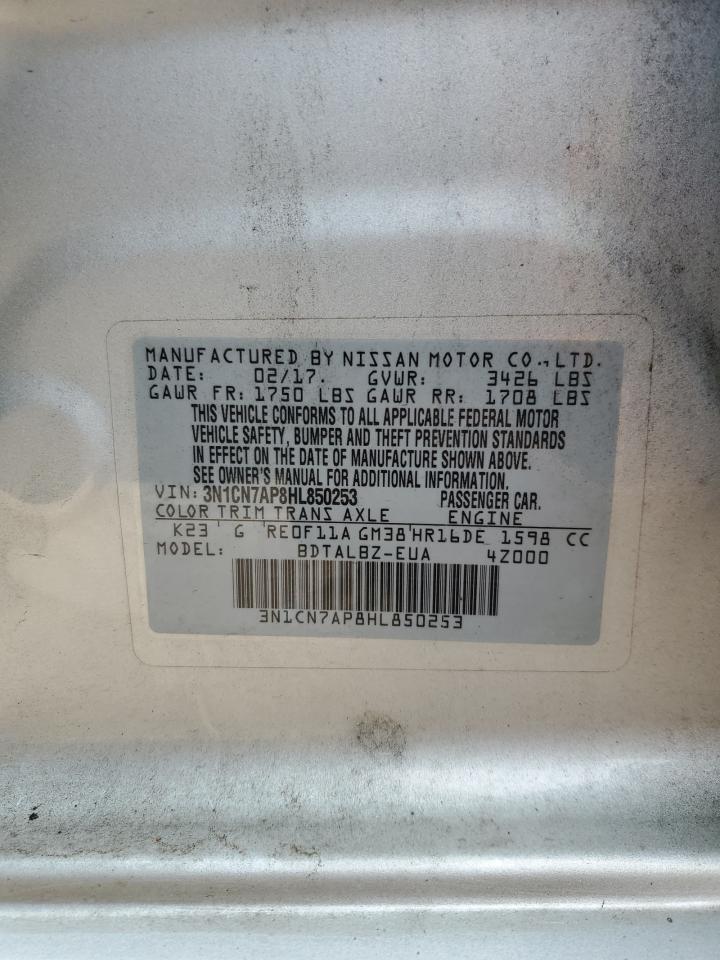 MANUFACTURED BY NISSAN MOTOR CO., LTD.
DATE: 02/17. GVWR: 3426 LBS
GAWR FR: 1750 LBS GAWR RR: 1708 LBS
THIS VEHICLE CONFORMS TO ALL APPLICABLE FEDERAL MOTOR
VEHICLE SAFETY, BUMPER AND THEFT PREVENTION STANDARDS
IN EFFECT ON THE DATE OF MANUFACTURE SHOWN ABOVE.
SEE OWNER'S MANUAL FOR ADDITIONAL INFORMATION.
VIN: 3N1CN7AP8HL850253 PASSENGER CAR.
COLOR TRIM TRANS AXLE ENGINE
K23 G RE0F11A GM38 HR16DE 1598 CC
MODEL: BDTALBZ-EUA 4Z000
3N1CN7AP8HL850253